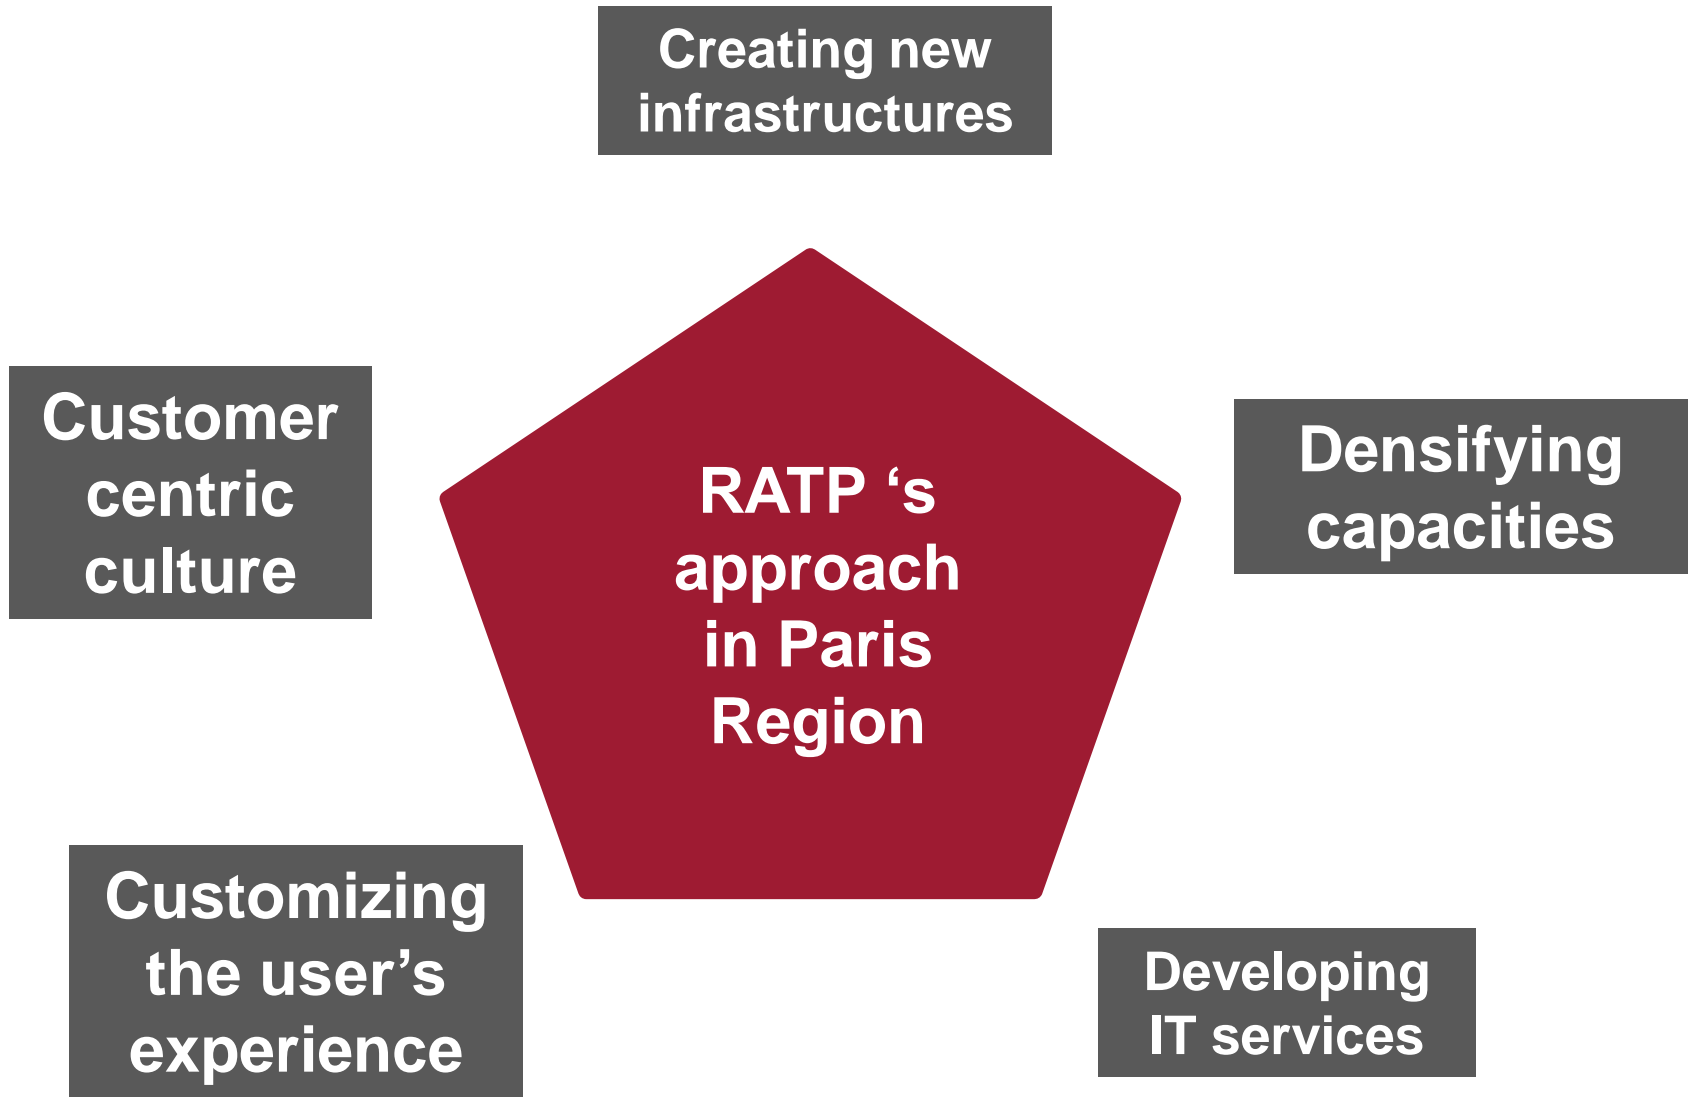 Creating new
infrastructures
Customer
centric
culture
Densifying
capacities
RATP ‘s
approach
in Paris
Region
Customizing
the user’s
experience
Developing
IT services